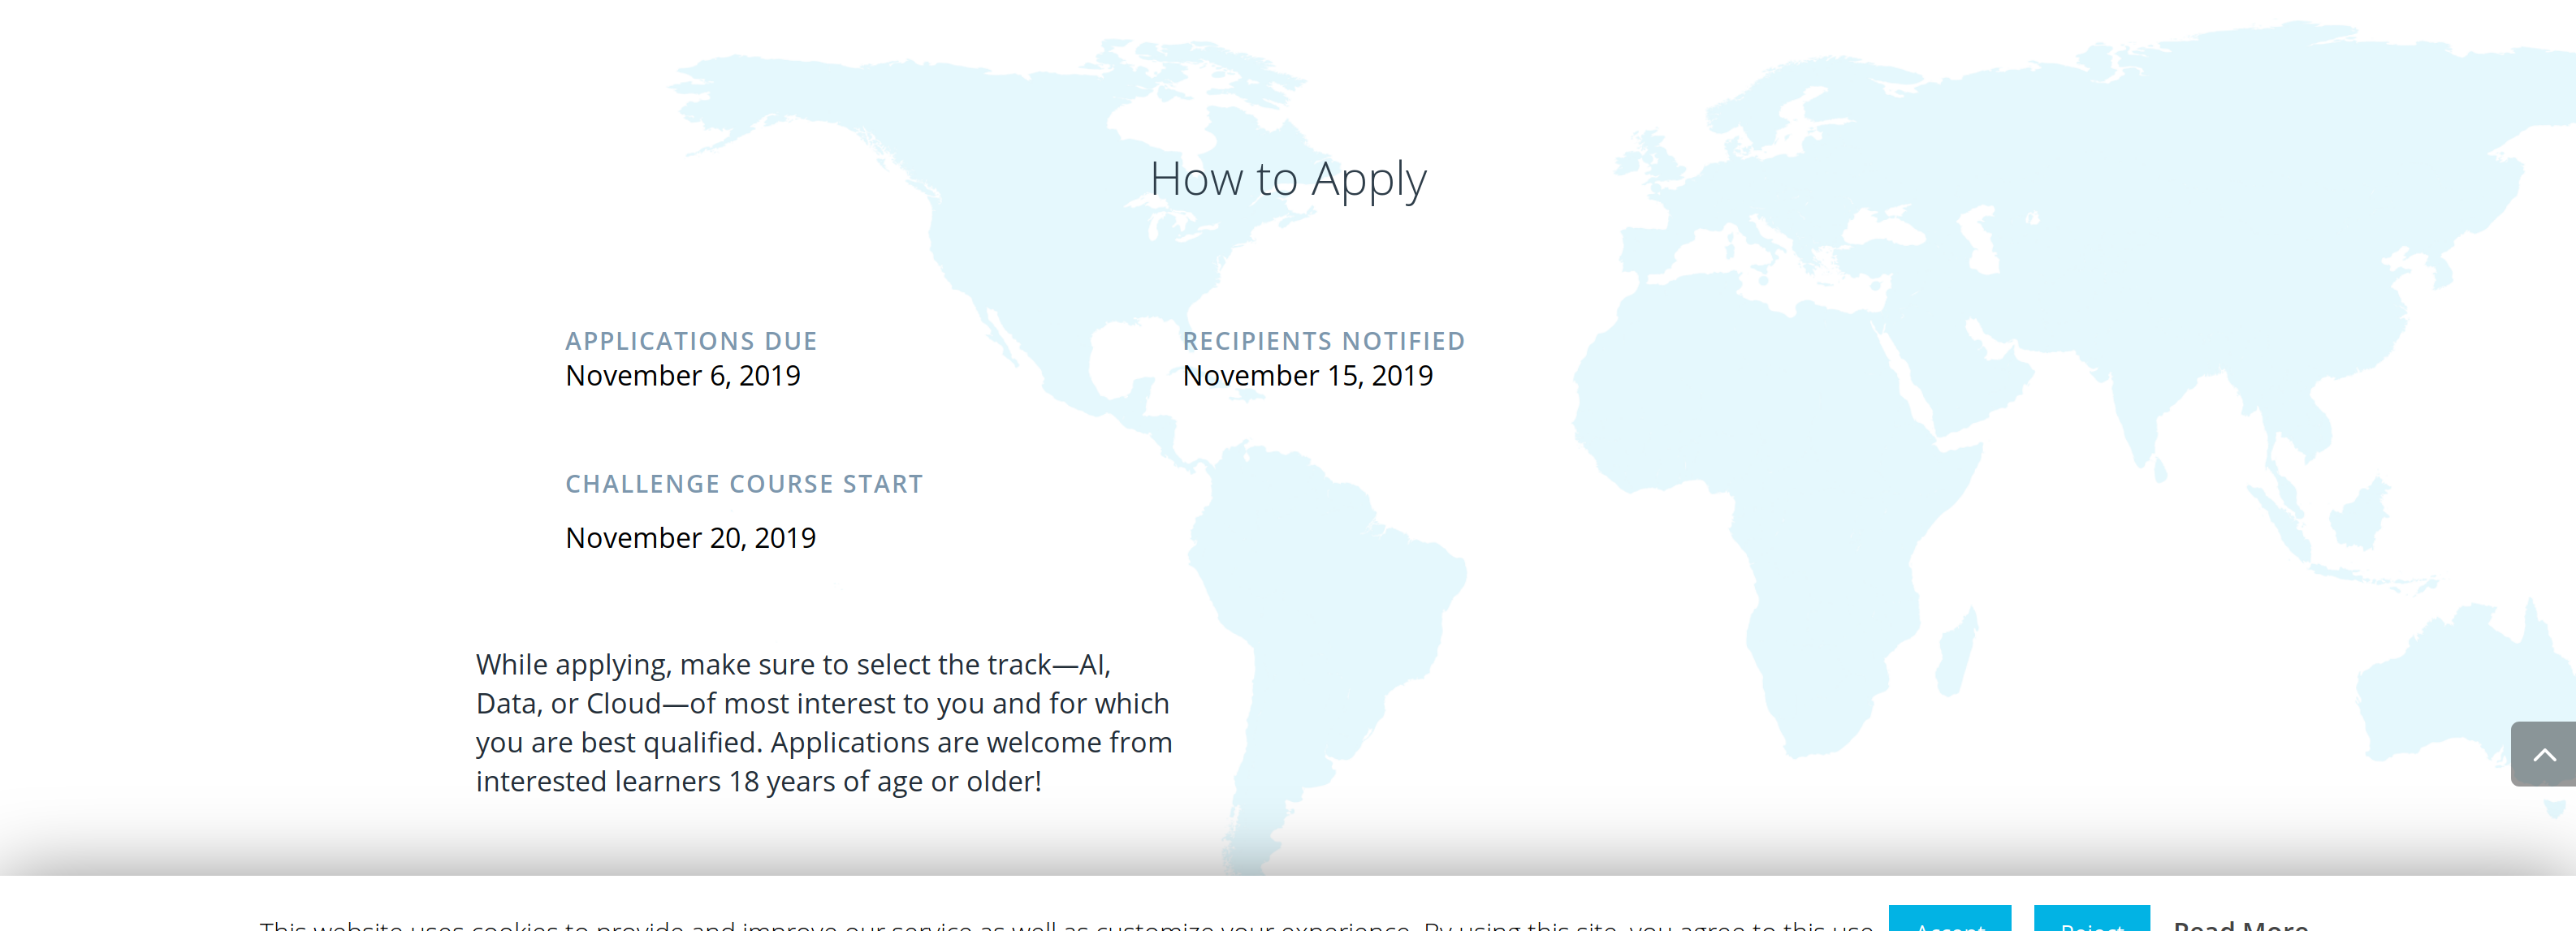 How to Apply
APPLICATIONS DUE
November 6, 2019
RECIPIENTS NOTIFIED
November 15, 2019
CHALLENGE COURSE START
November 20, 2019
While applying, make sure to select the track—AI,
Data, or Cloud—of most interest to you and for which
you are best qualified. Applications are welcome from
interested learners 18 years of age or older!
This website uses cookies to provide and improve our service as well as customize your experience. By using this site, you agree to this use.
Accept
Reject
Read More